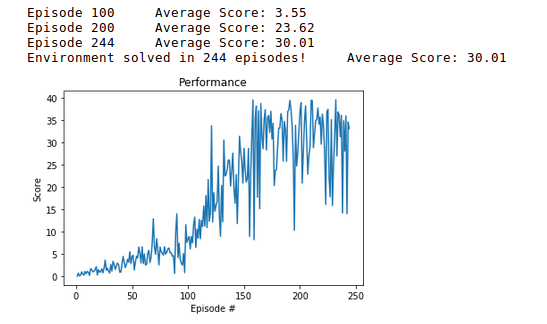 Episode 100     Average Score: 3.55
Episode 200     Average Score: 23.62
Episode 244     Average Score: 30.01
Environment solved in 244 episodes!     Average Score: 30.01
Performance
40
35
30
25
20
15
10
5
0
Score
0 50 100 150 200 250
Episode #